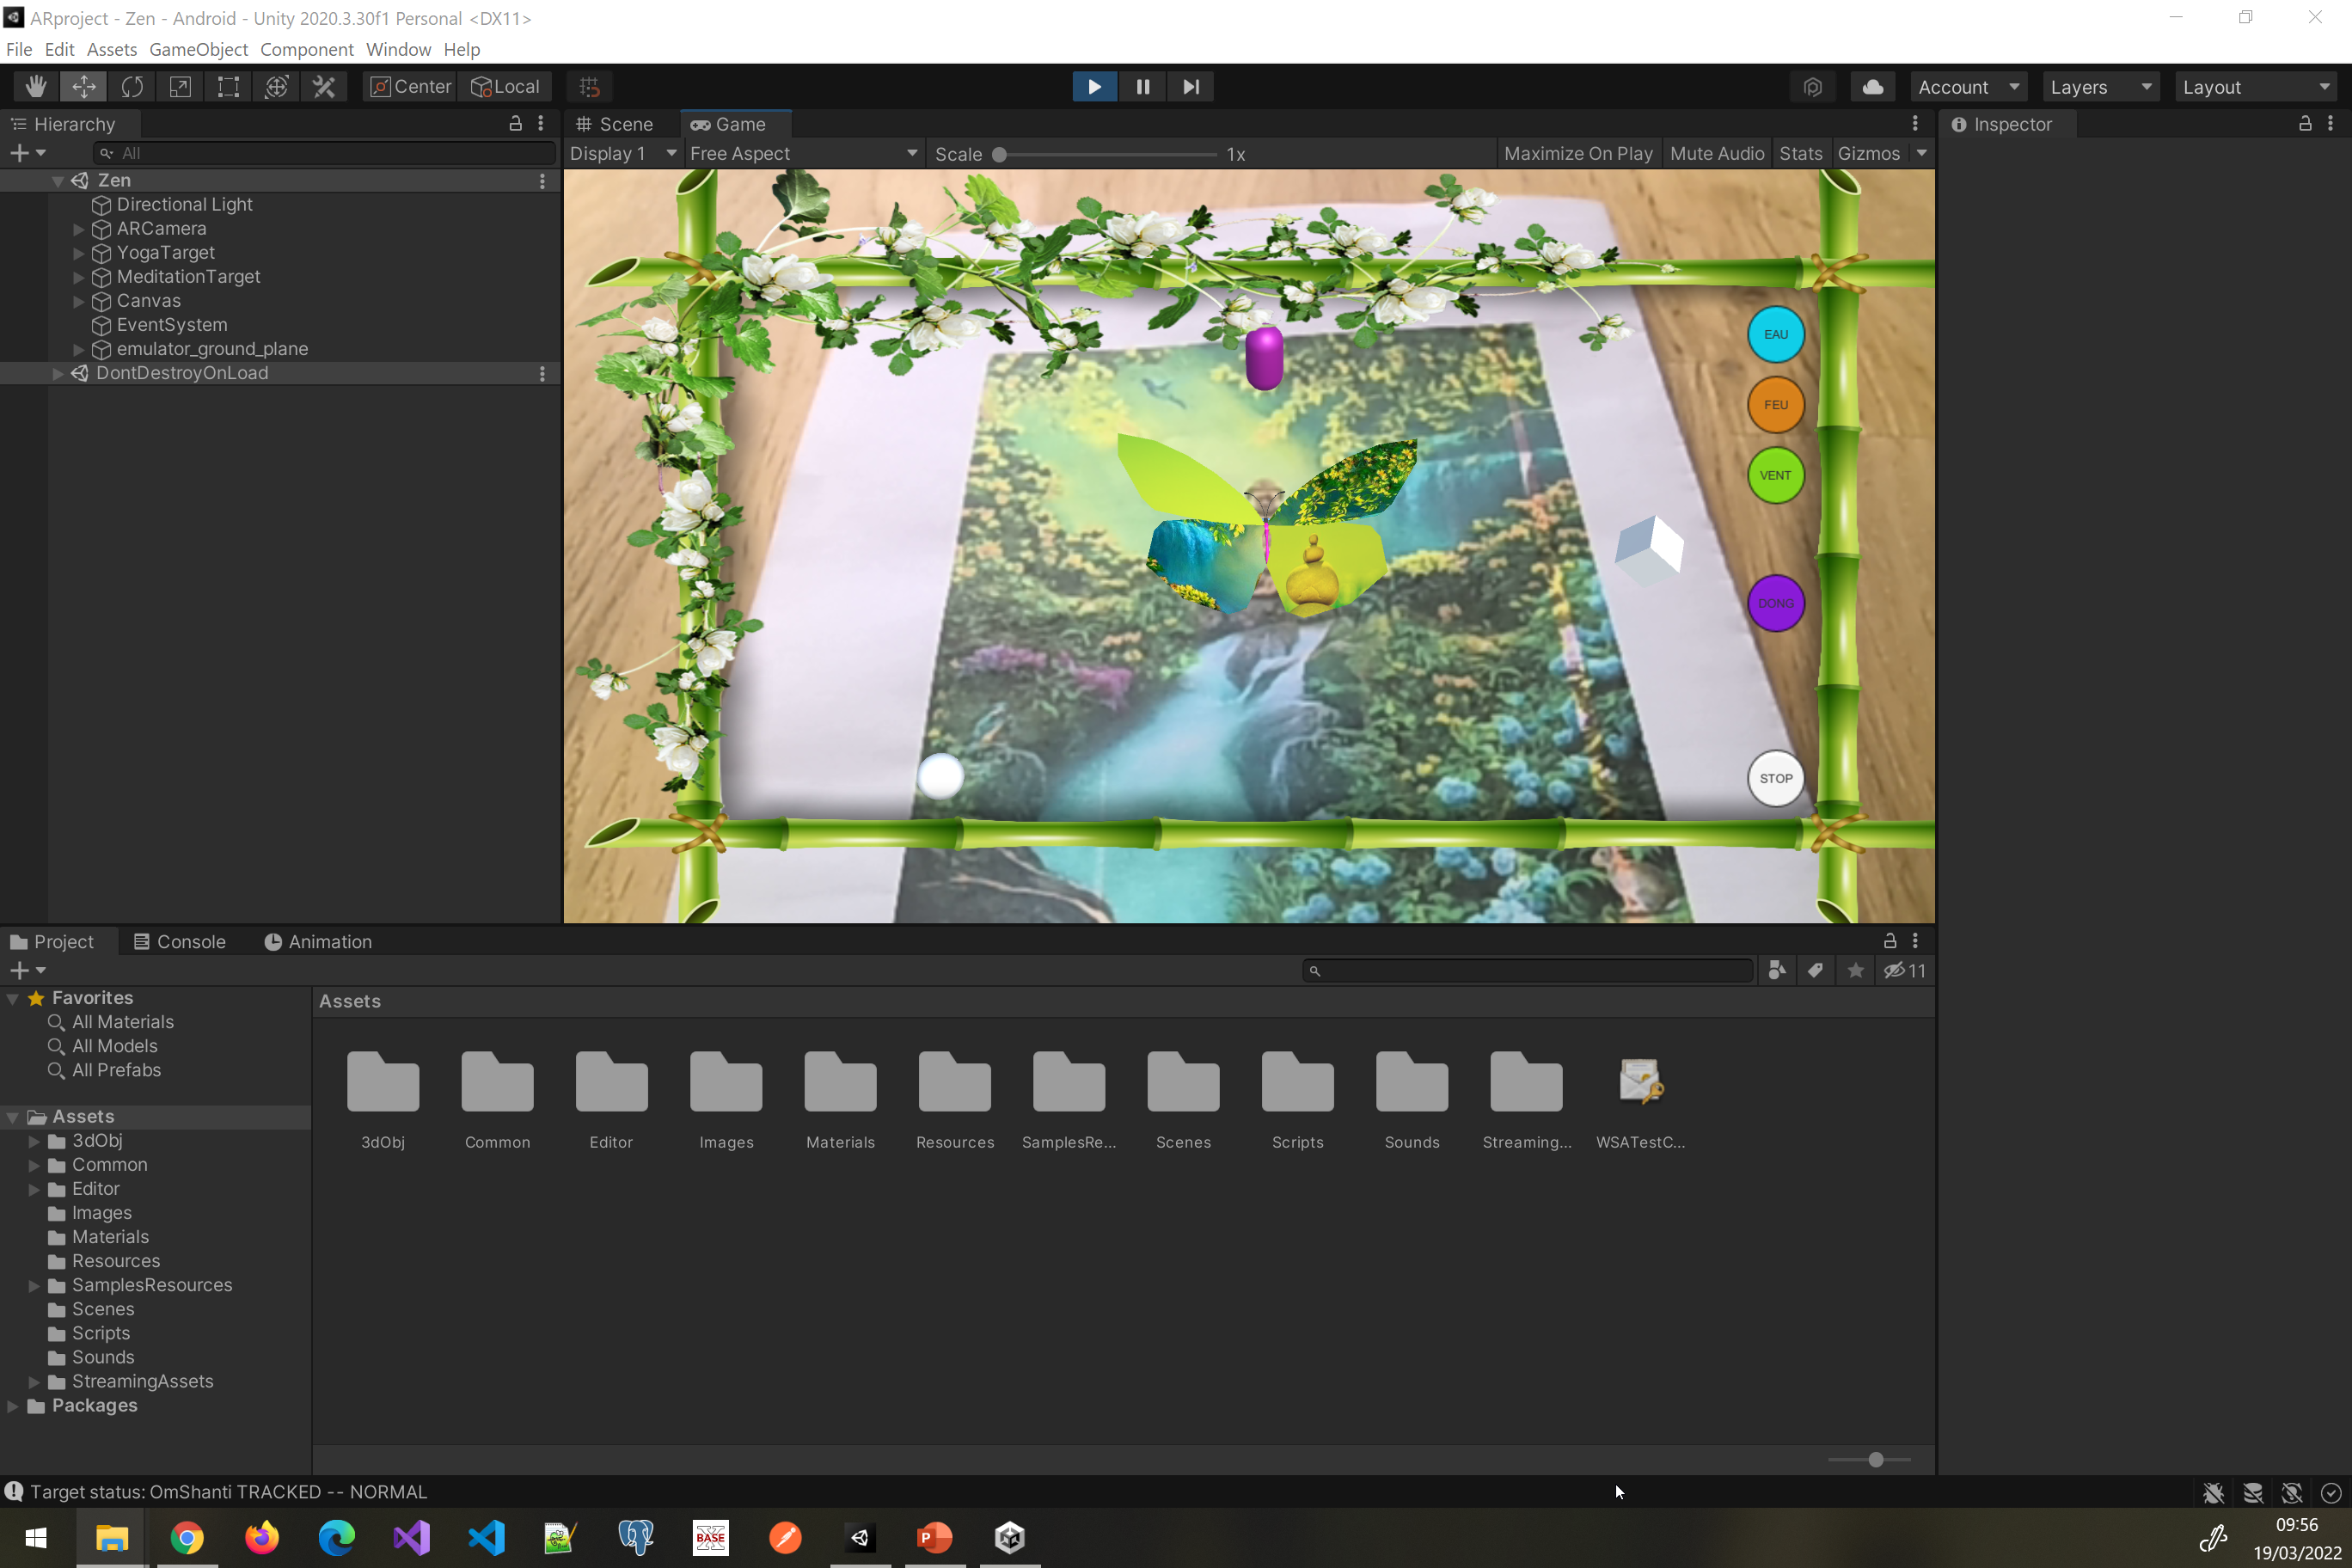 ARproject - Zen - Android - Unity 2020.3.30f1 Personal <DX11>
File Edit Assets GameObject Component Window Help
Center Local Account Layers Layout
Hierarchy
All
Zen
Directional Light
ARCamera
YogaTarget
MeditationTarget
Canvas
EventSystem
emulator_ground_plane
DontDestroyOnLoad
Scene Game
Display 1 Free Aspect Scale 1x Maximize On Play Mute Audio Stats Gizmos
EAU
FEU
VENT
DONG
STOP
Inspector
Project Console Animation
11
Favorites
All Materials
All Models
All Prefabs
Assets
3dObj
Common
Editor
Images
Materials
Resources
SamplesResources
Scenes
Scripts
Sounds
StreamingAssets
Packages
Assets
3dObj Common Editor Images Materials Resources SamplesRe... Scenes Scripts Sounds Streaming... WSATestC...
Target status: OmShanti TRACKED -- NORMAL
BASE
X
P
09:56
19/03/2022